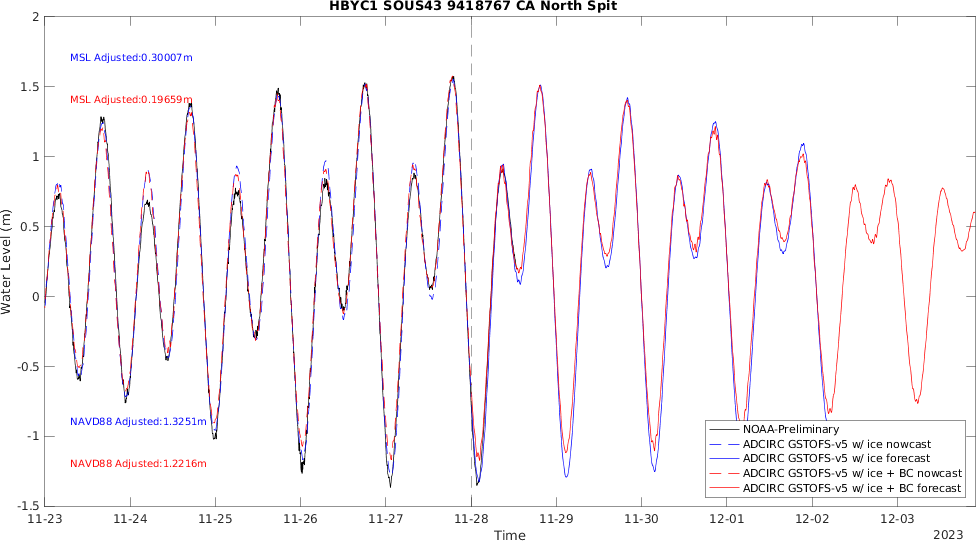 HBYC1 SOUS43 9418767 CA North Spit
2
1.5
1
0.5
0
-0.5
-1
-1.5
Water Level (m)
MSL Adjusted:0.30007m
MSL Adjusted:0.19659m
NAVD88 Adjusted:1.3251m
NAVD88 Adjusted:1.2216m
NOAA-Preliminary
ADCIRC GSTOFS-v5 w/ ice nowcast
ADCIRC GSTOFS-v5 w/ ice forecast
ADCIRC GSTOFS-v5 w/ ice + BC nowcast
ADCIRC GSTOFS-v5 w/ ice + BC forecast
11-23 11-24 11-25 11-26 11-27 11-28 11-29 11-30 12-01 12-02 12-03
Time
2023